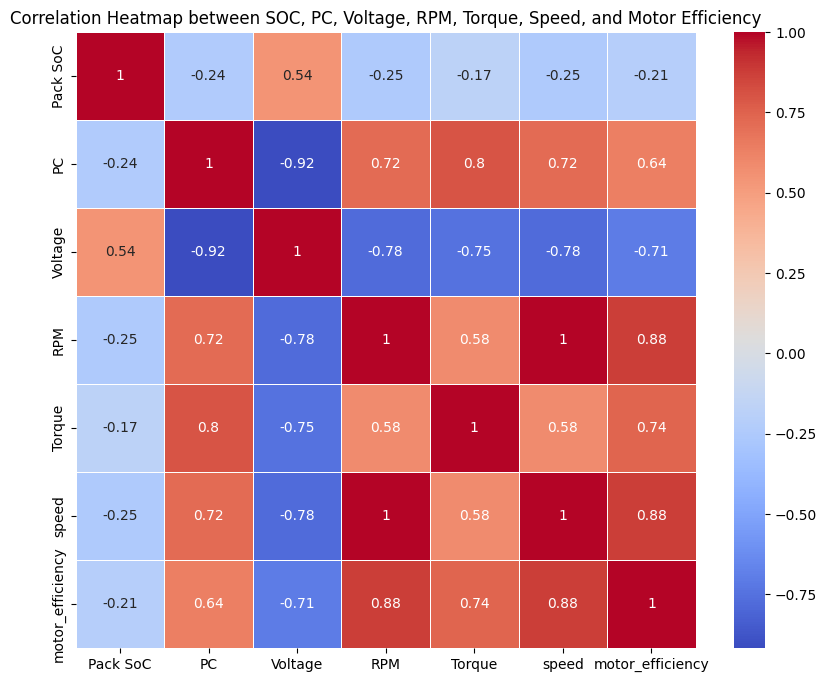 Correlation Heatmap between SOC, PC, Voltage, RPM, Torque, Speed, and Motor Efficiency
Pack SoC 1 -0.24 0.54 -0.25 -0.17 -0.25 -0.21
PC -0.24 1 -0.92 0.72 0.8 0.72 0.64
Voltage 0.54 -0.92 1 -0.78 -0.75 -0.78 -0.71
RPM -0.25 0.72 -0.78 1 0.58 1 0.88
Torque -0.17 0.8 -0.75 0.58 1 0.58 0.74
speed -0.25 0.72 -0.78 1 0.58 1 0.88
motor_efficiency -0.21 0.64 -0.71 0.88 0.74 0.88 1
Pack SoC PC Voltage RPM Torque speed motor_efficiency
1.00
0.75
0.50
0.25
0.00
−0.25
−0.50
−0.75